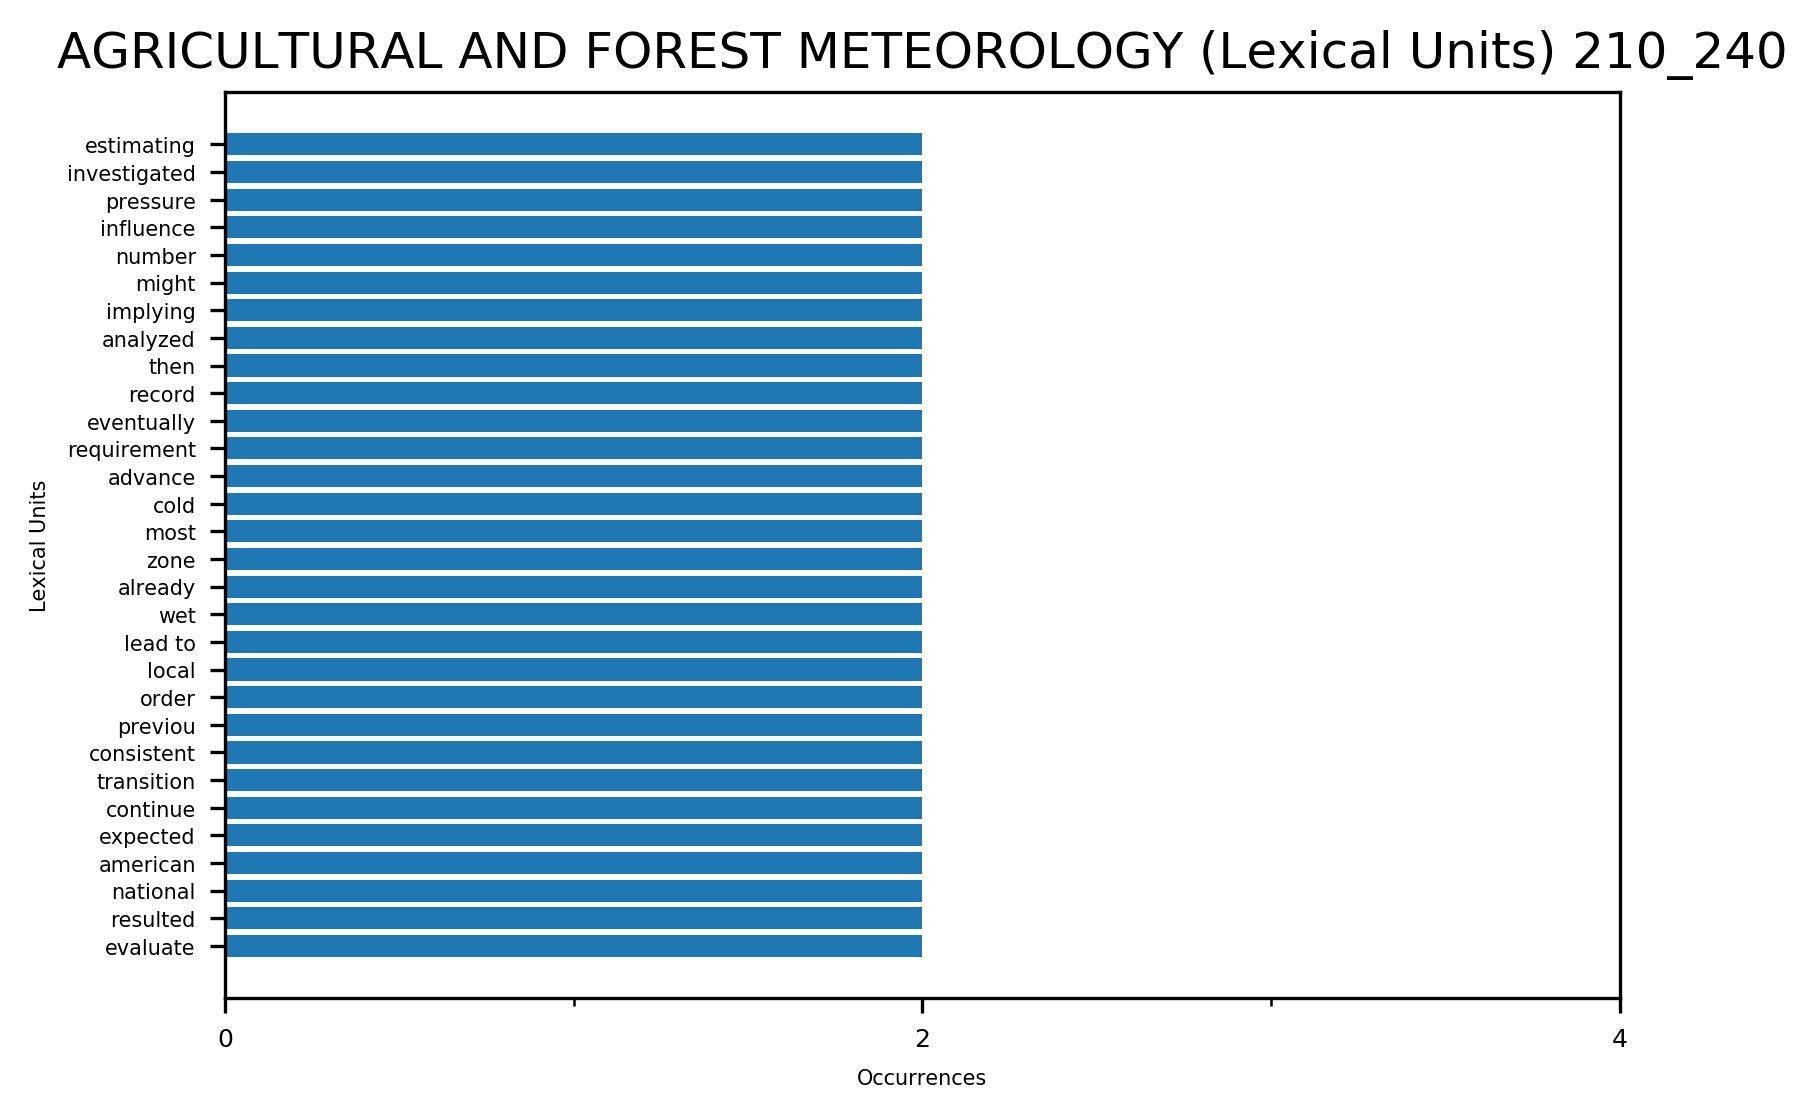 AGRICULTURAL AND FOREST METEOROLOGY (Lexical Units) 210_240
estimating
investigated
pressure
influence
number
might
implying
analyzed
then
record
eventually
requirement
advance
cold
most
zone
already
wet
lead to
local
order
previou
consistent
transition
continue
expected
american
national
resulted
evaluate
Lexical Units
0 2 4
Occurrences